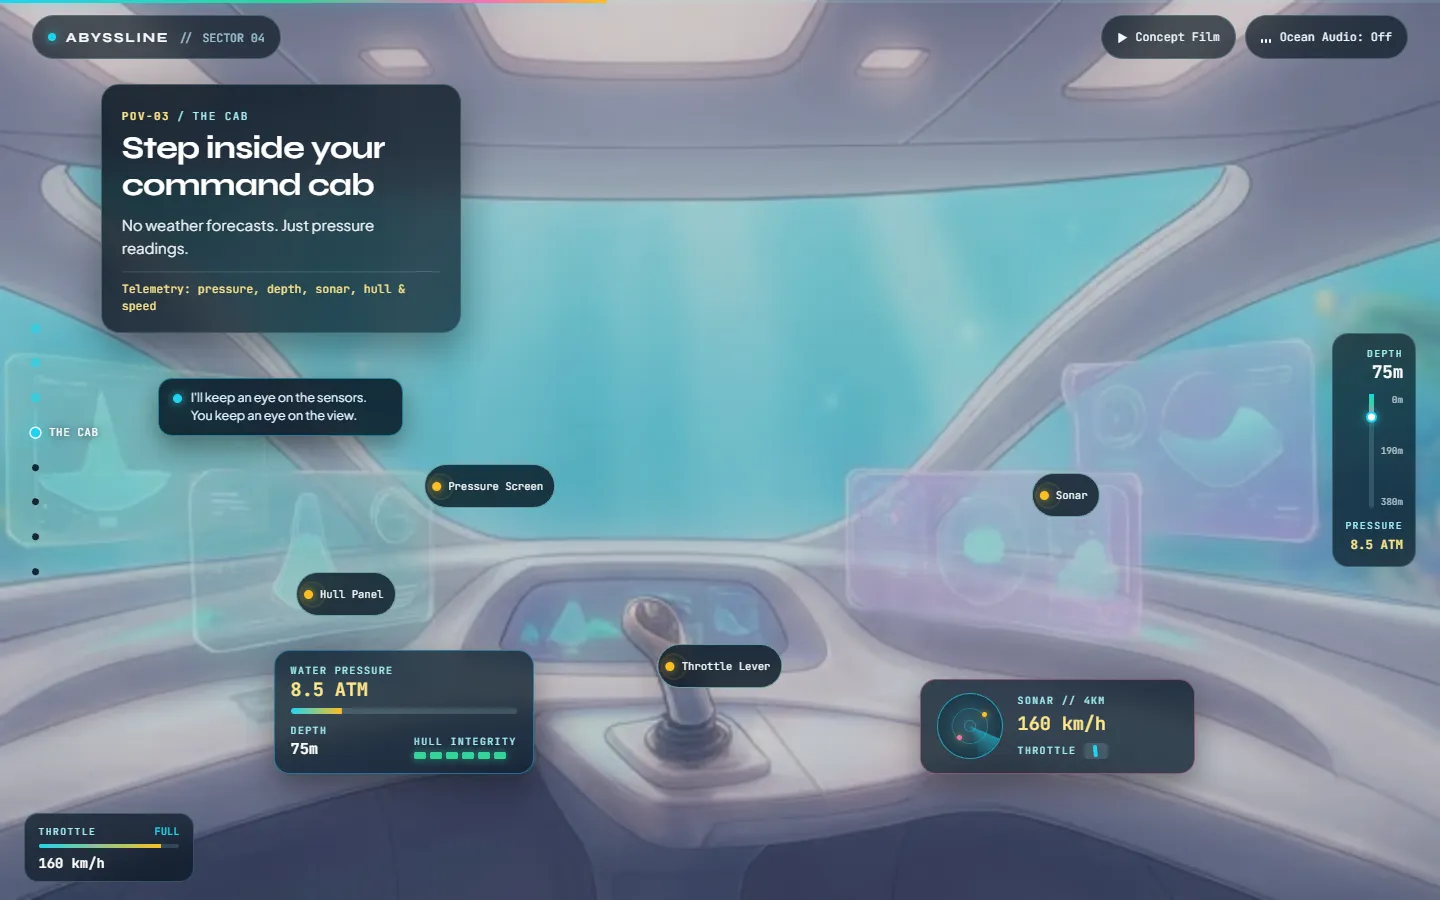 ABYSSLINE // SECTOR 04
Concept Film
Ocean Audio: Off
POV-03 / THE CAB
Step inside your
command cab
No weather forecasts. Just pressure
readings.
Telemetry: pressure, depth, sonar, hull &
speed
I'll keep an eye on the sensors.
You keep an eye on the view.
THE CAB
Pressure Screen
Sonar
Hull Panel
Throttle Lever
DEPTH
75m
0m
190m
380m
PRESSURE
8.5 ATM
WATER PRESSURE
8.5 ATM
DEPTH
75m
HULL INTEGRITY
SONAR // 4KM
160 km/h
THROTTLE
THROTTLE FULL
160 km/h